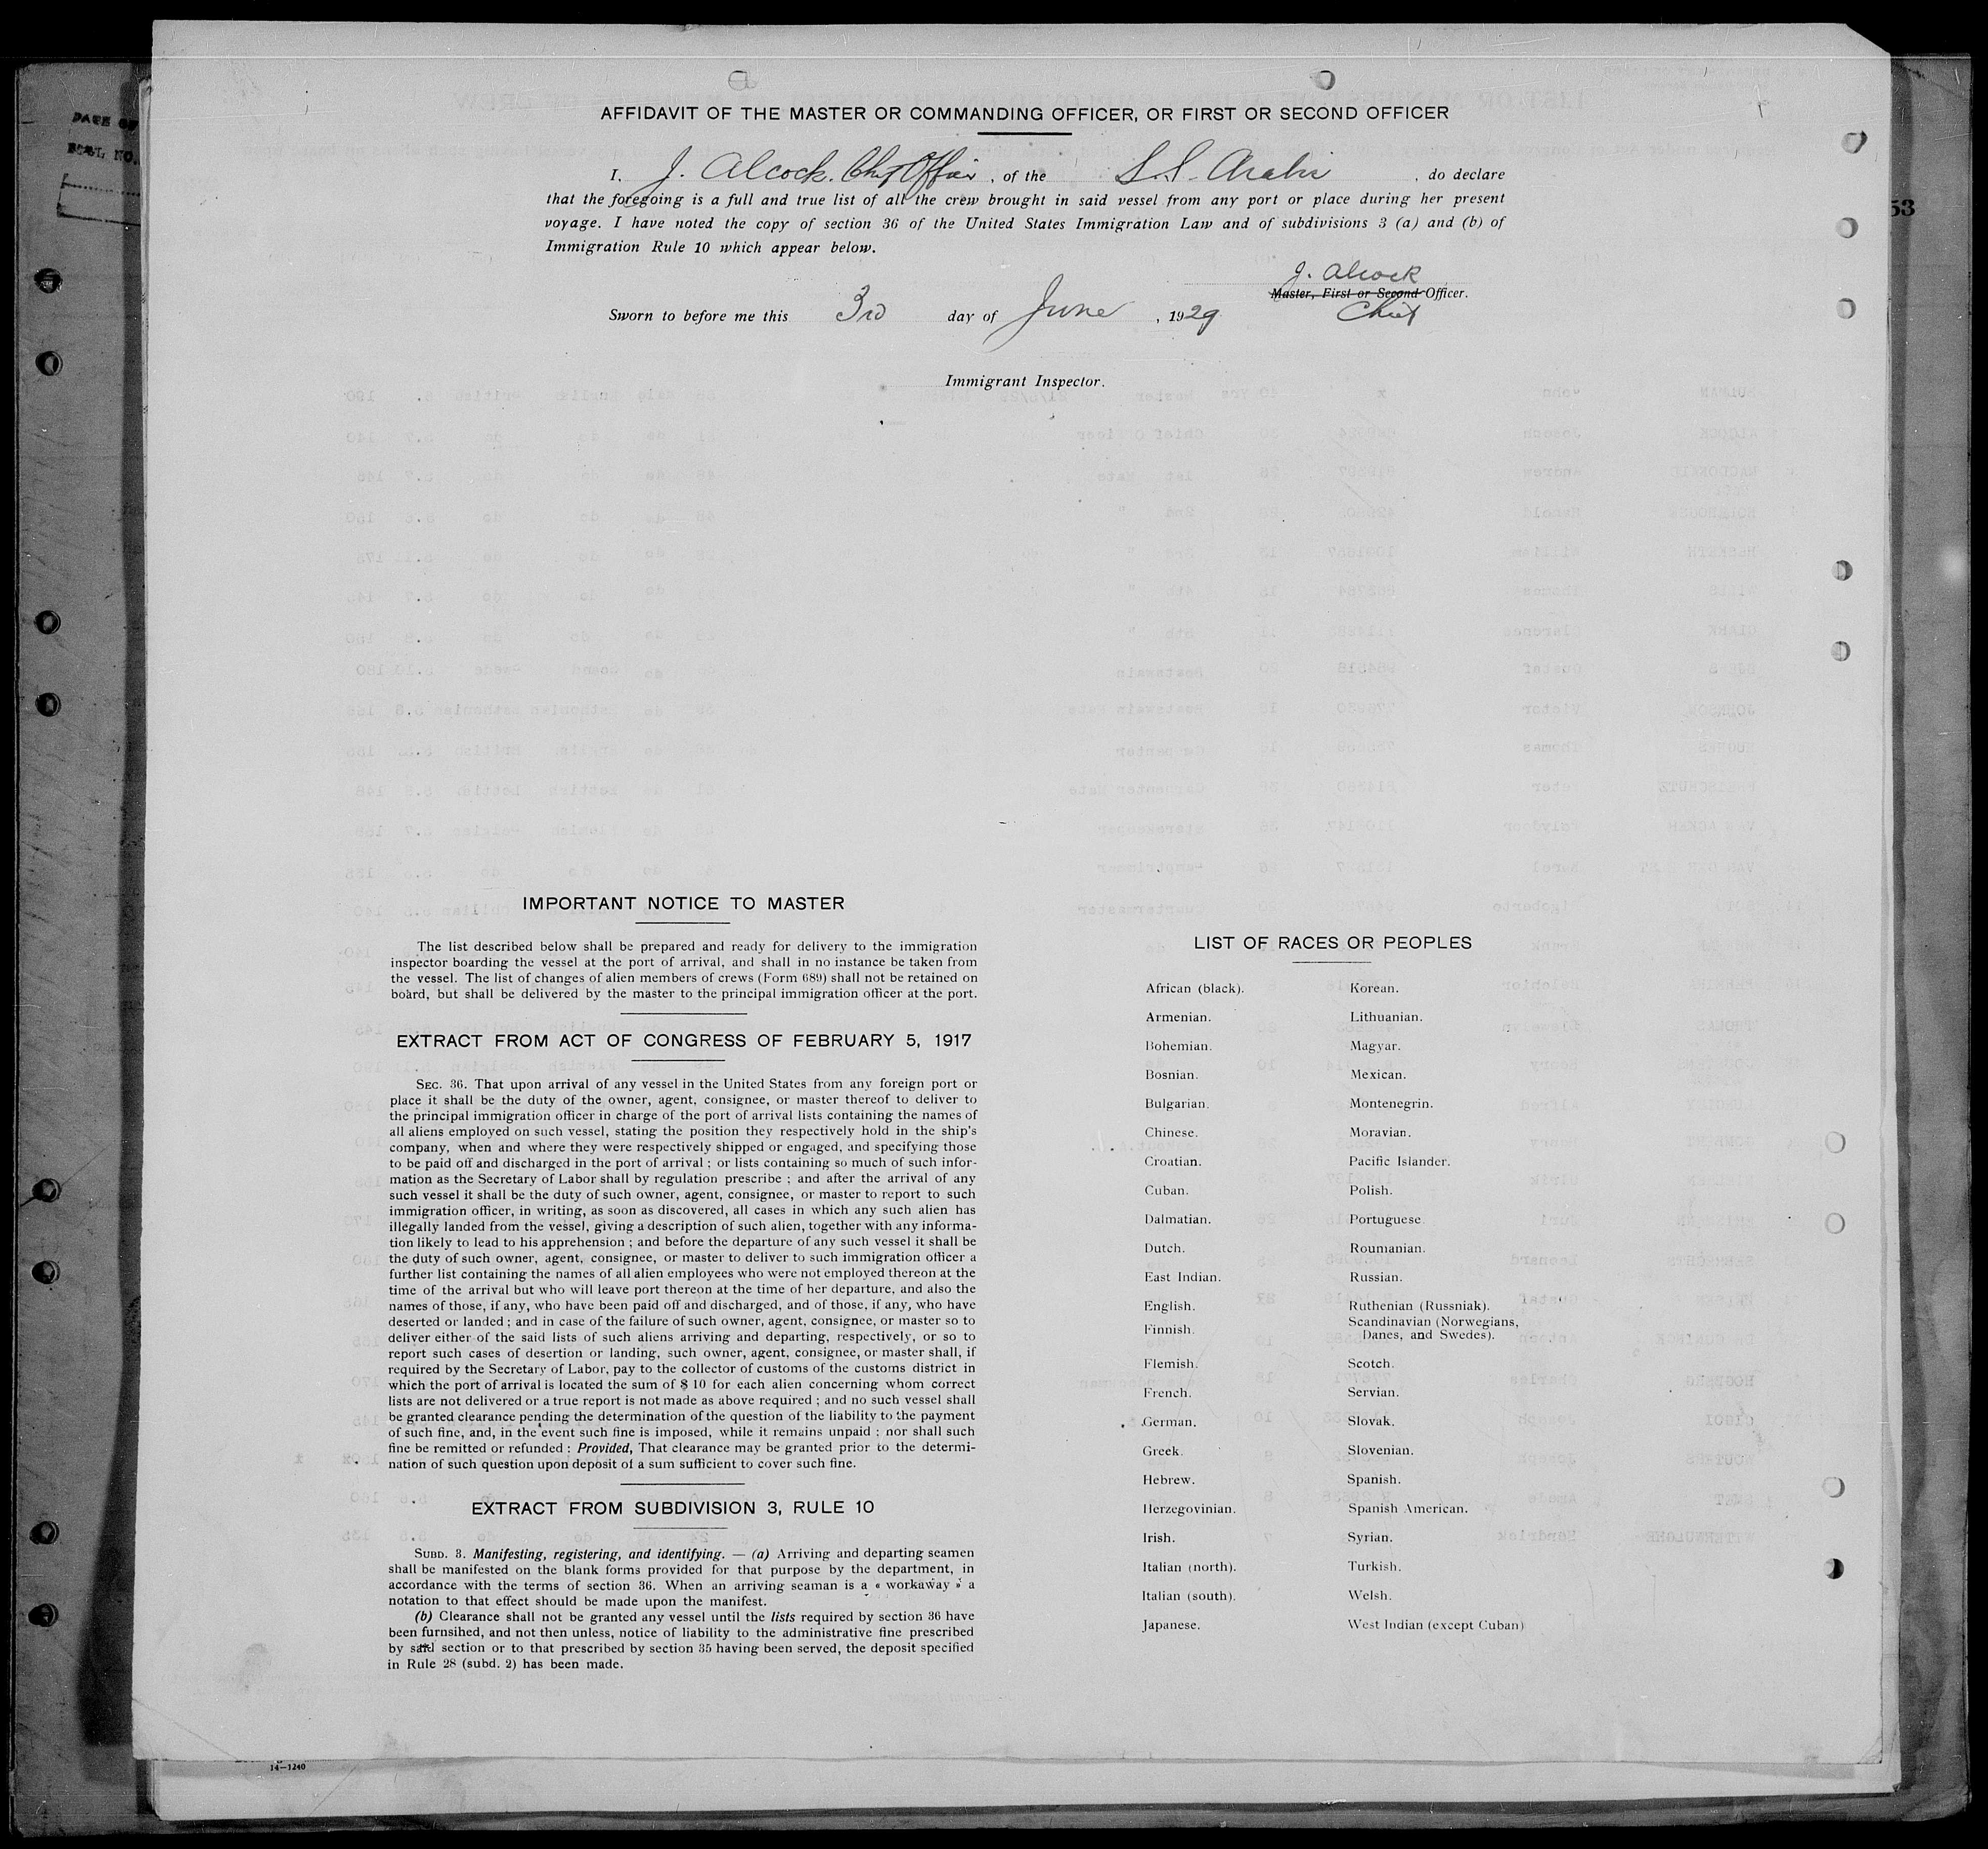 AFFIDAVIT OF THE MASTER OR COMMANDING OFFICER, OR FIRST OR SECOND OFFICER
I, J. Alcock. Chief Officer, of the S.S. Arabic, do declare
that the foregoing is a full and true list of all the crew brought in said vessel from any port or place during her present
voyage. I have noted the copy of section 36 of the United States Immigration Law and of subdivisions 3 (a) and (b) of
Immigration Rule 10 which appear below.
J. Alcock
Master, First or Second Officer.
Chief
Sworn to before me this 3rd day of June, 1929
Immigrant Inspector.
IMPORTANT NOTICE TO MASTER
The list described below shall be prepared and ready for delivery to the immigration
inspector boarding the vessel at the port of arrival, and shall in no instance be taken from
the vessel. The list of changes of alien members of crews (Form 689) shall not be retained on
board, but shall be delivered by the master to the principal immigration officer at the port.
EXTRACT FROM ACT OF CONGRESS OF FEBRUARY 5, 1917
SEC. 36. That upon arrival of any vessel in the United States from any foreign port or
place it shall be the duty of the owner, agent, consignee, or master thereof to deliver to
the principal immigration officer in charge of the port of arrival lists containing the names of
all aliens employed on such vessel, stating the position they respectively hold in the ship's
company, when and where they were respectively shipped or engaged, and specifying those
to be paid off and discharged in the port of arrival ; or lists containing so much of such infor-
mation as the Secretary of Labor shall by regulation prescribe ; and after the arrival of any
such vessel it shall be the duty of such owner, agent, consignee, or master to report to such
immigration officer, in writing, as soon as discovered, all cases in which any such alien has
illegally landed from the vessel, giving a description of such alien, together with any informa-
tion likely to lead to his apprehension ; and before the departure of any such vessel it shall be
the duty of such owner, agent, consignee, or master to deliver to such immigration officer a
further list containing the names of all alien employees who were not employed thereon at the
time of the arrival but who will leave port thereon at the time of her departure, and also the
names of those, if any, who have been paid off and discharged, and of those, if any, who have
deserted or landed ; and in case of the failure of such owner, agent, consignee, or master so to
deliver either of the said lists of such aliens arriving and departing, respectively, or so to
report such cases of desertion or landing, such owner, agent, consignee, or master shall, if
required by the Secretary of Labor, pay to the collector of customs of the customs district in
which the port of arrival is located the sum of $ 10 for each alien concerning whom correct
lists are not delivered or a true report is not made as above required ; and no such vessel shall
be granted clearance pending the determination of the question of the liability to the payment
of such fine, and, in the event such fine is imposed, while it remains unpaid ; nor shall such
fine be remitted or refunded : Provided, That clearance may be granted prior to the determi-
nation of such question upon deposit of a sum sufficient to cover such fine.
EXTRACT FROM SUBDIVISION 3, RULE 10
SUBD. 3. Manifesting, registering, and identifying. — (a) Arriving and departing seamen
shall be manifested on the blank forms provided for that purpose by the department, in
accordance with the terms of section 36. When an arriving seaman is a « workaway » a
notation to that effect should be made upon the manifest.
(b) Clearance shall not be granted any vessel until the lists required by section 36 have
been furnsihed, and not then unless, notice of liability to the administrative fine prescribed
by said section or to that prescribed by section 35 having been served, the deposit specified
in Rule 28 (subd. 2) has been made.
LIST OF RACES OR PEOPLES
African (black).
Armenian.
Bohemian.
Bosnian.
Bulgarian.
Chinese.
Croatian.
Cuban.
Dalmatian.
Dutch.
East Indian.
English.
Finnish.
Flemish.
French.
German.
Greek.
Hebrew.
Herzegovinian.
Irish.
Italian (north).
Italian (south).
Japanese.
Korean.
Lithuanian.
Magyar.
Mexican.
Montenegrin.
Moravian.
Pacific Islander.
Polish.
Portuguese
Roumanian.
Russian.
Ruthenian (Russniak).
Scandinavian (Norwegians,
Danes, and Swedes).
Scotch.
Servian.
Slovak.
Slovenian.
Spanish.
Spanish American.
Syrian.
Turkish.
Welsh.
West Indian (except Cuban)
14—1240
53